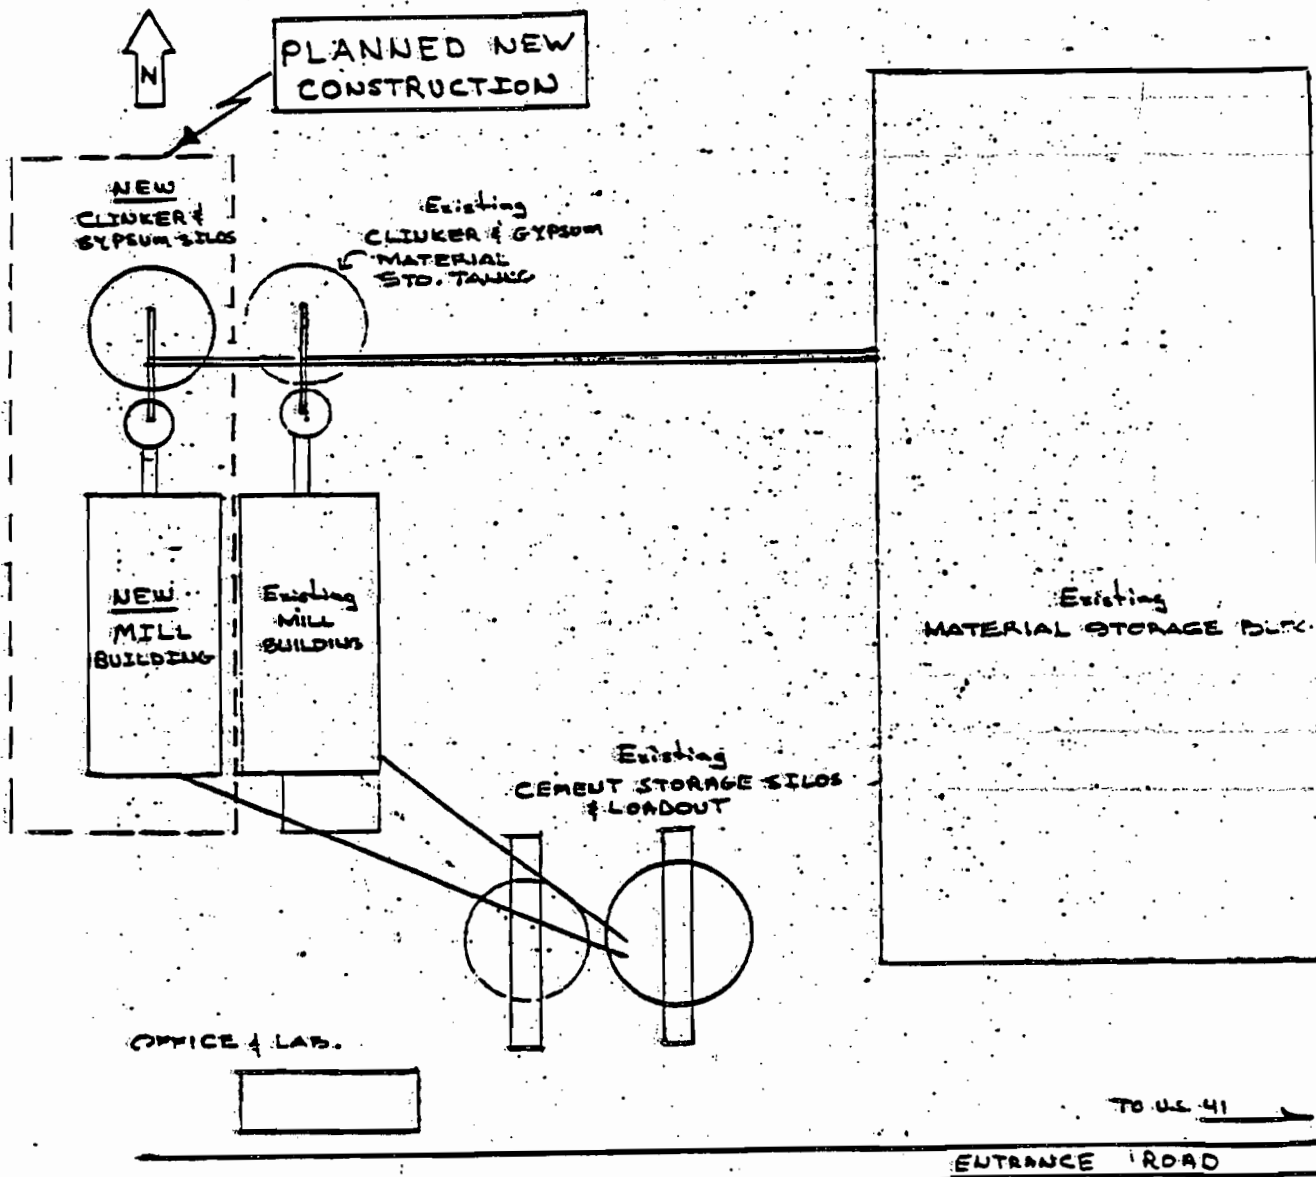 N
PLANNED NEW
CONSTRUCTION
NEW
CLINKER &
GYPSUM SILOS
Existing
CLINKER & GYPSUM
MATERIAL
STO. TANKS
NEW
MILL
BUILDING
Existing
MILL
BUILDING
Existing
MATERIAL STORAGE BLDG.
Existing
CEMENT STORAGE SILOS
& LOADOUT
OFFICE & LAB.
TO U.S. 41
ENTRANCE ROAD